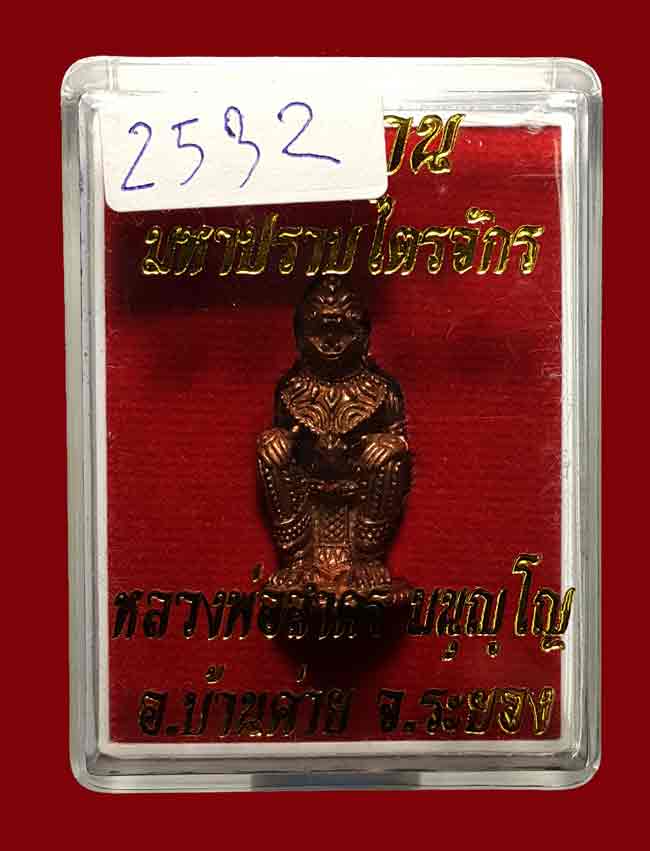 2592
มหาปราบไตรจักร
หลวงพ่อสาคร มนุญฺโญ
อ.บ้านค่าย จ.ระยอง